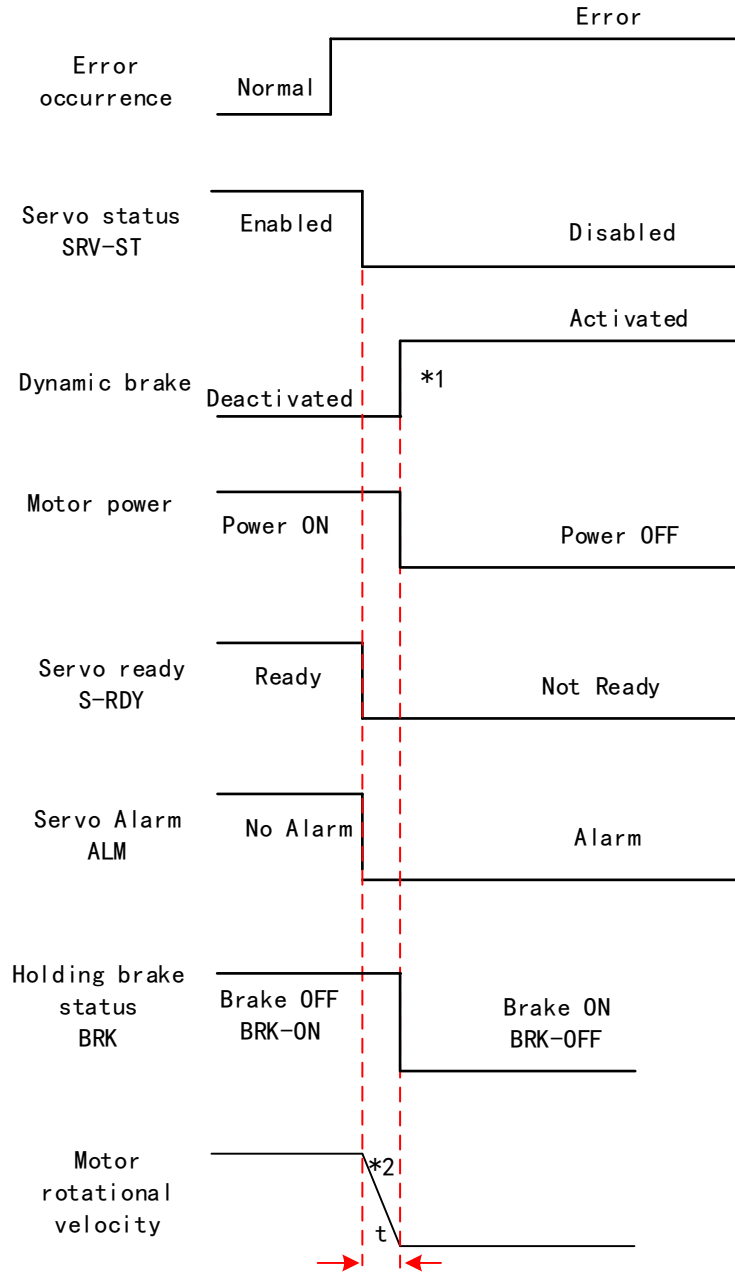 Error
Error
occurrence
Normal
Servo status
SRV-ST
Enabled
Disabled
Activated
Dynamic brake
Deactivated
*1
Motor power
Power ON
Power OFF
Servo ready
S-RDY
Ready
Not Ready
Servo Alarm
ALM
No Alarm
Alarm
Holding brake
status
BRK
Brake OFF
BRK-ON
Brake ON
BRK-OFF
Motor
rotational
velocity
*2
t